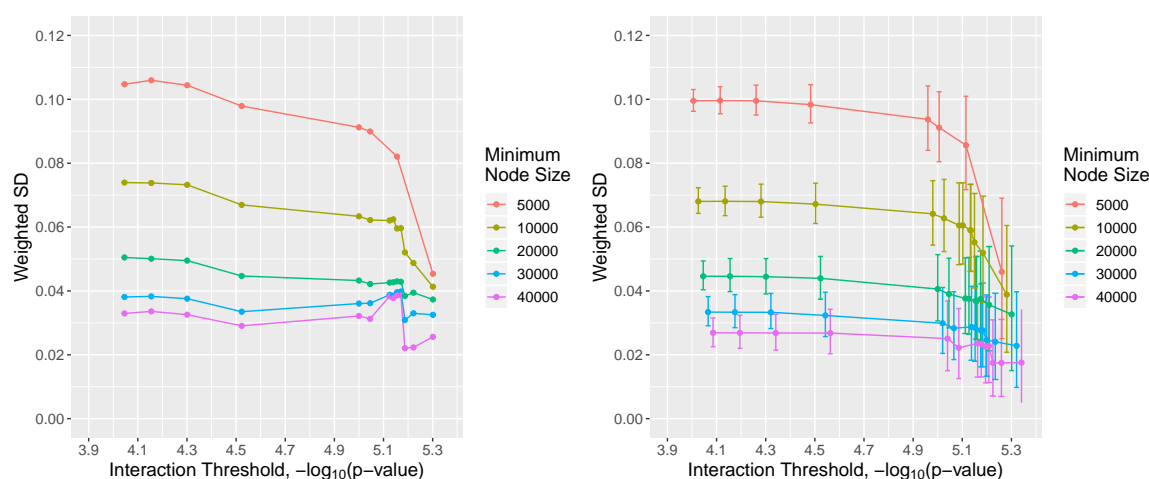 0.12
0.10
0.08
0.06
0.04
0.02
0.00
Weighted SD
3.9 4.1 4.3 4.5 4.7 4.9 5.1 5.3
Interaction Threshold, −log₁₀(p−value)
Minimum
Node Size
5000
10000
20000
30000
40000
0.12
0.10
0.08
0.06
0.04
0.02
0.00
Weighted SD
3.9 4.1 4.3 4.5 4.7 4.9 5.1 5.3
Interaction Threshold, −log₁₀(p−value)
Minimum
Node Size
5000
10000
20000
30000
40000